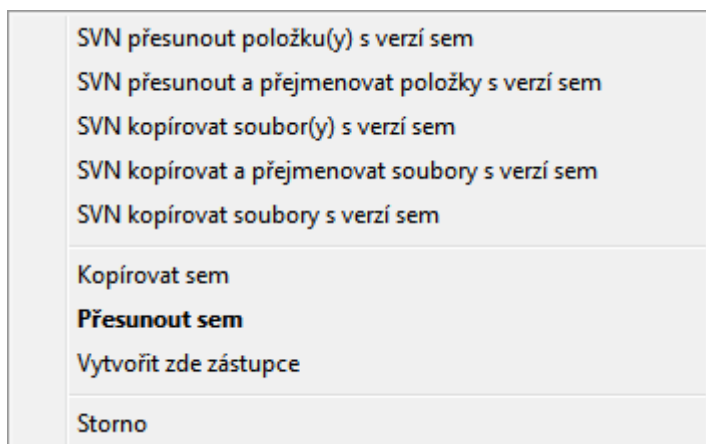 SVN přesunout položku(y) s verzí sem
SVN přesunout a přejmenovat položky s verzí sem
SVN kopírovat soubor(y) s verzí sem
SVN kopírovat a přejmenovat soubory s verzí sem
SVN kopírovat soubory s verzí sem
Kopírovat sem
Přesunout sem
Vytvořit zde zástupce
Storno